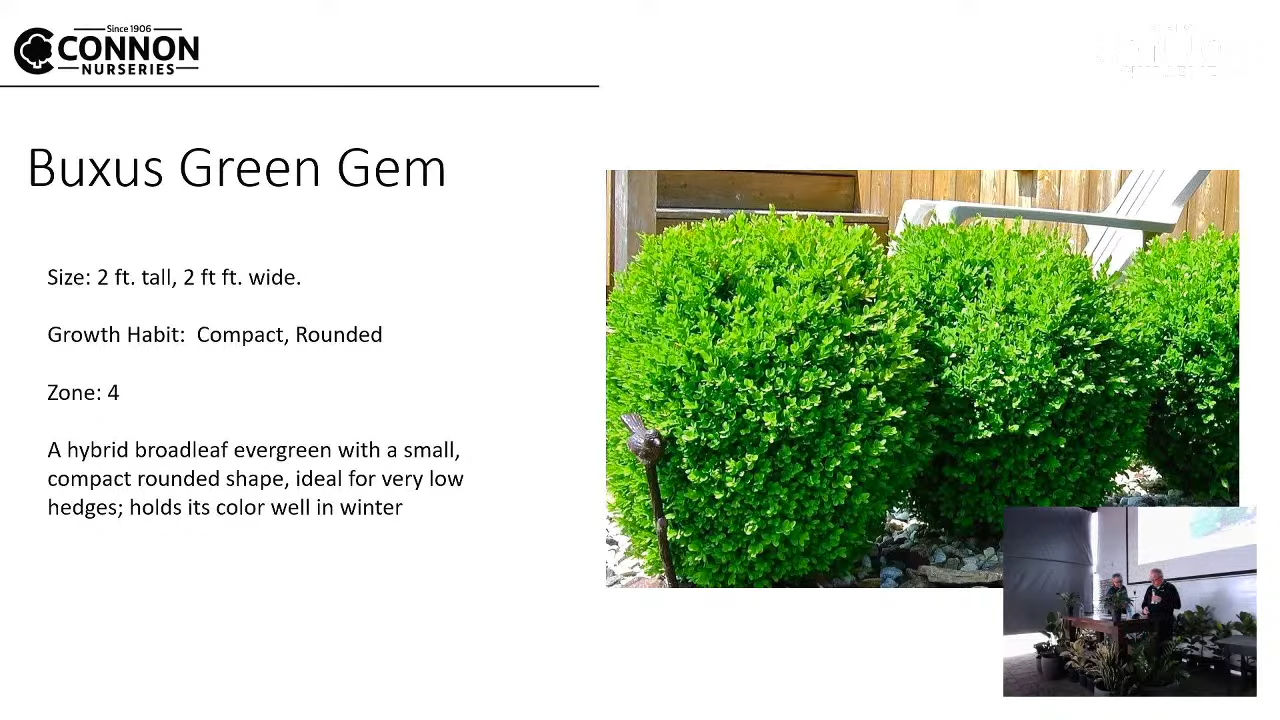 Since 1906
CONNON
NURSERIES
Buxus Green Gem
Size: 2 ft. tall, 2 ft ft. wide.
Growth Habit:  Compact, Rounded
Zone: 4
A hybrid broadleaf evergreen with a small,
compact rounded shape, ideal for very low
hedges; holds its color well in winter